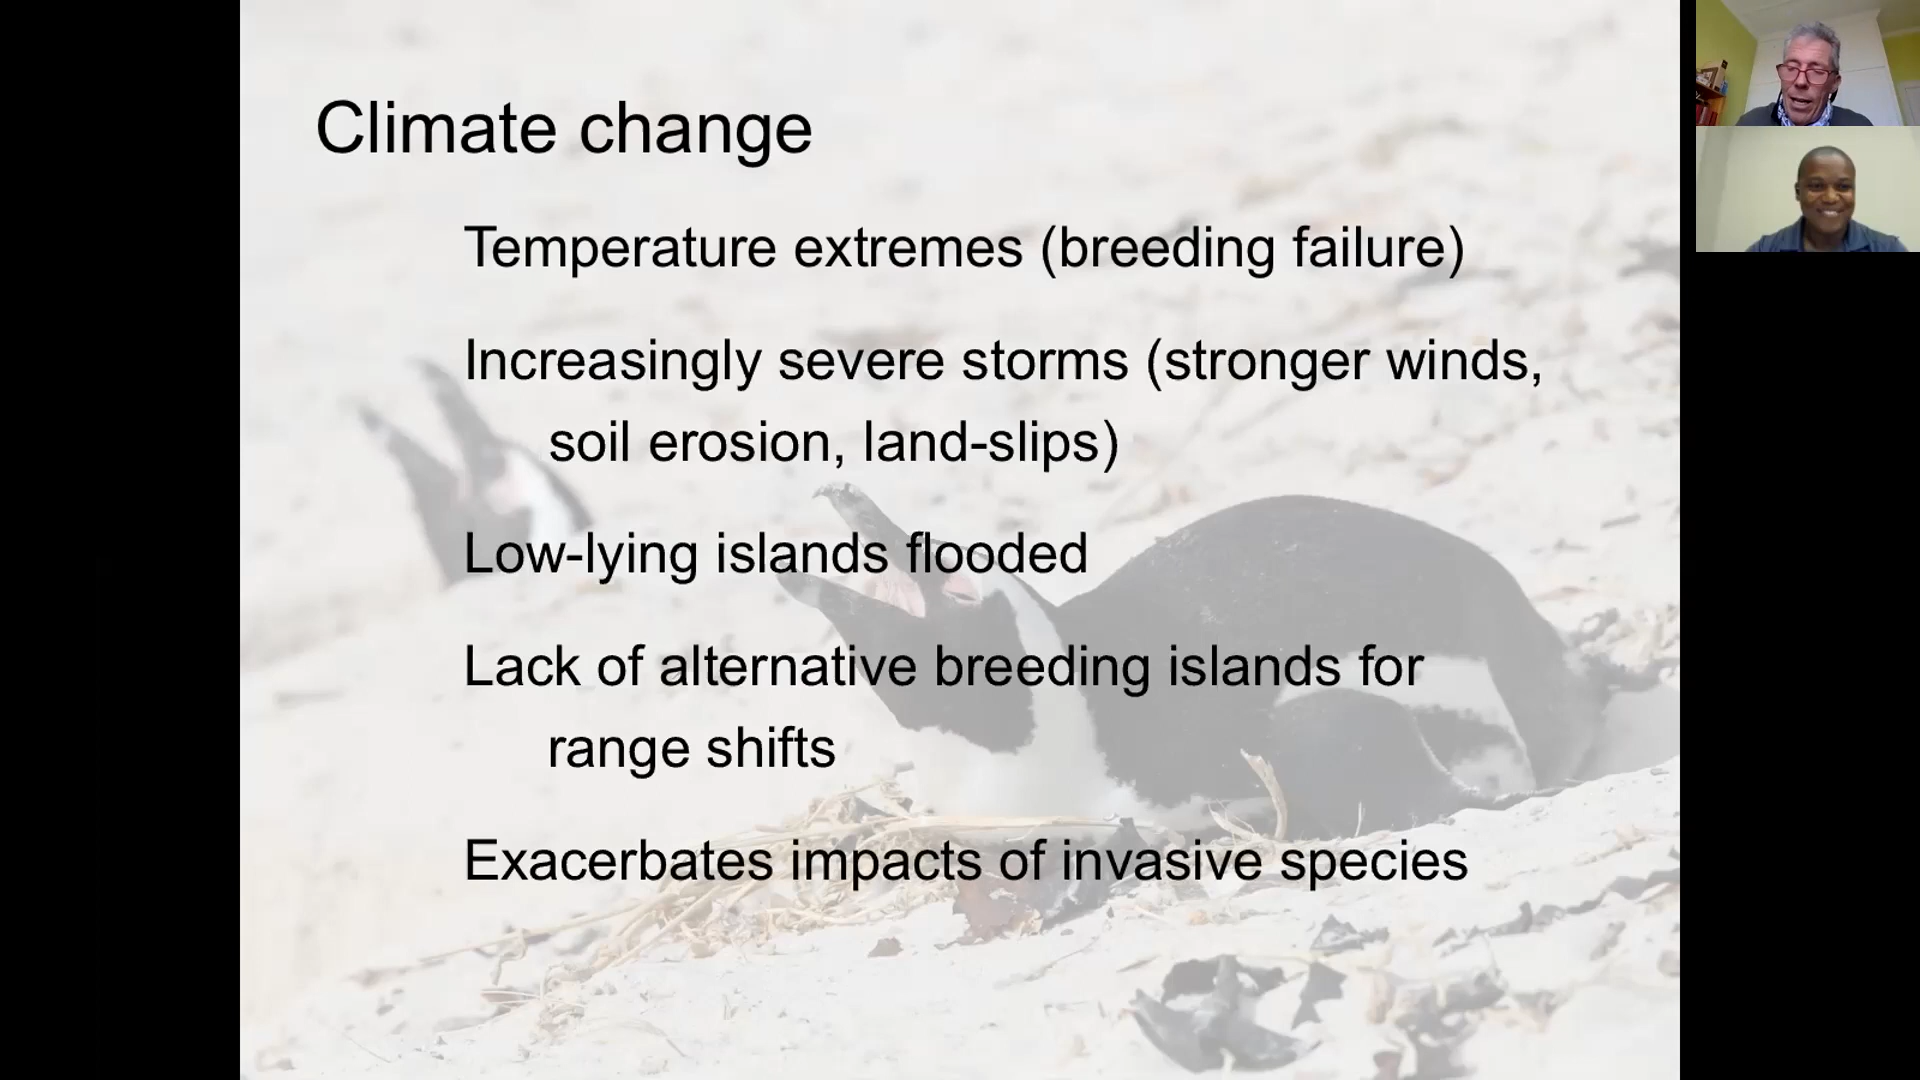 Climate change
Temperature extremes (breeding failure)
Increasingly severe storms (stronger winds,
soil erosion, land-slips)
Low-lying islands flooded
Lack of alternative breeding islands for
range shifts
Exacerbates impacts of invasive species